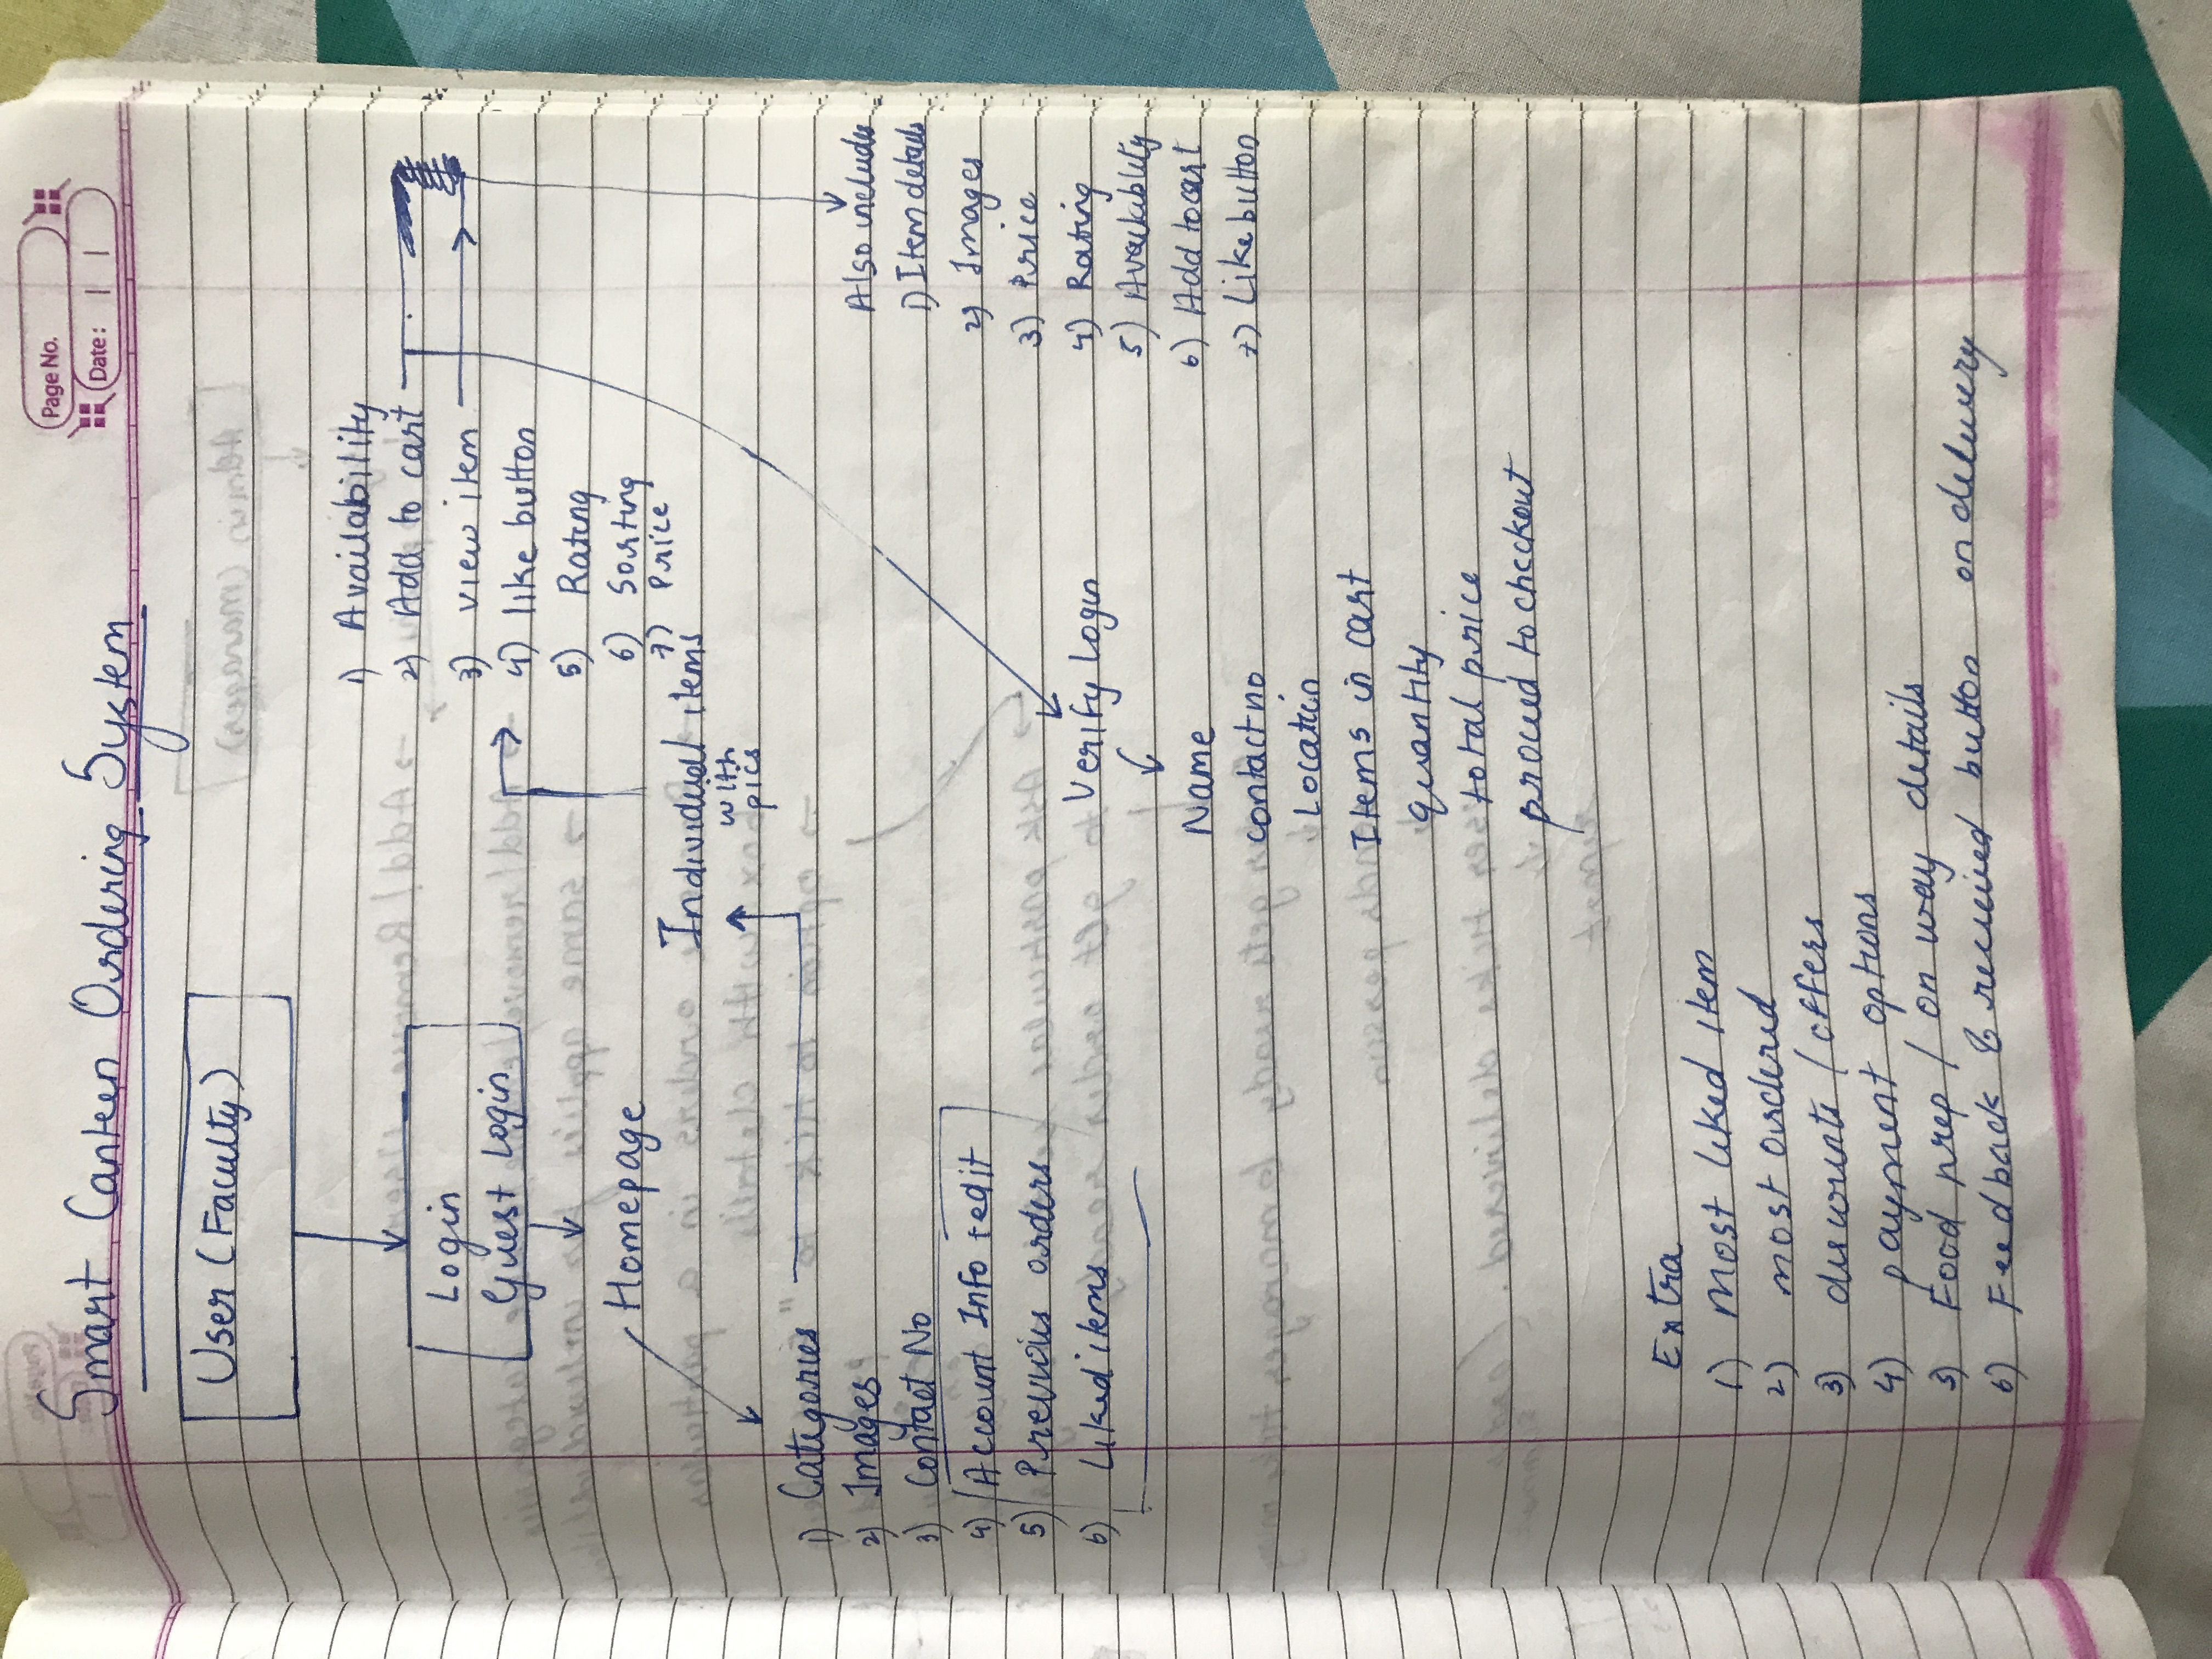 Page No.
Date:
Smart Canteen Ordering System
User (Faculty)
Login
Guest Login
Homepage
1) Categories
2) Images
3) Contact No
4) Account Info + edit
5) Previous orders
6) Liked items
Individual items
with
pics
1) Availability
2) Add to cart
3) view item
4) like button
5) Rating
6) Sorting
7) Price
Also includes
1) Item details
2) Images
3) Price
4) Rating
5) Availability
6) Add to cart
7) Like button
Verify Login
Name
contact no
Location
Items in cart
quantity
total price
proceed to checkout
Extra
1) Most liked item
2) most ordered
3) discounts / offers
4) payment options
5) Food prep / on way details
6) Feedback & received button on delivery